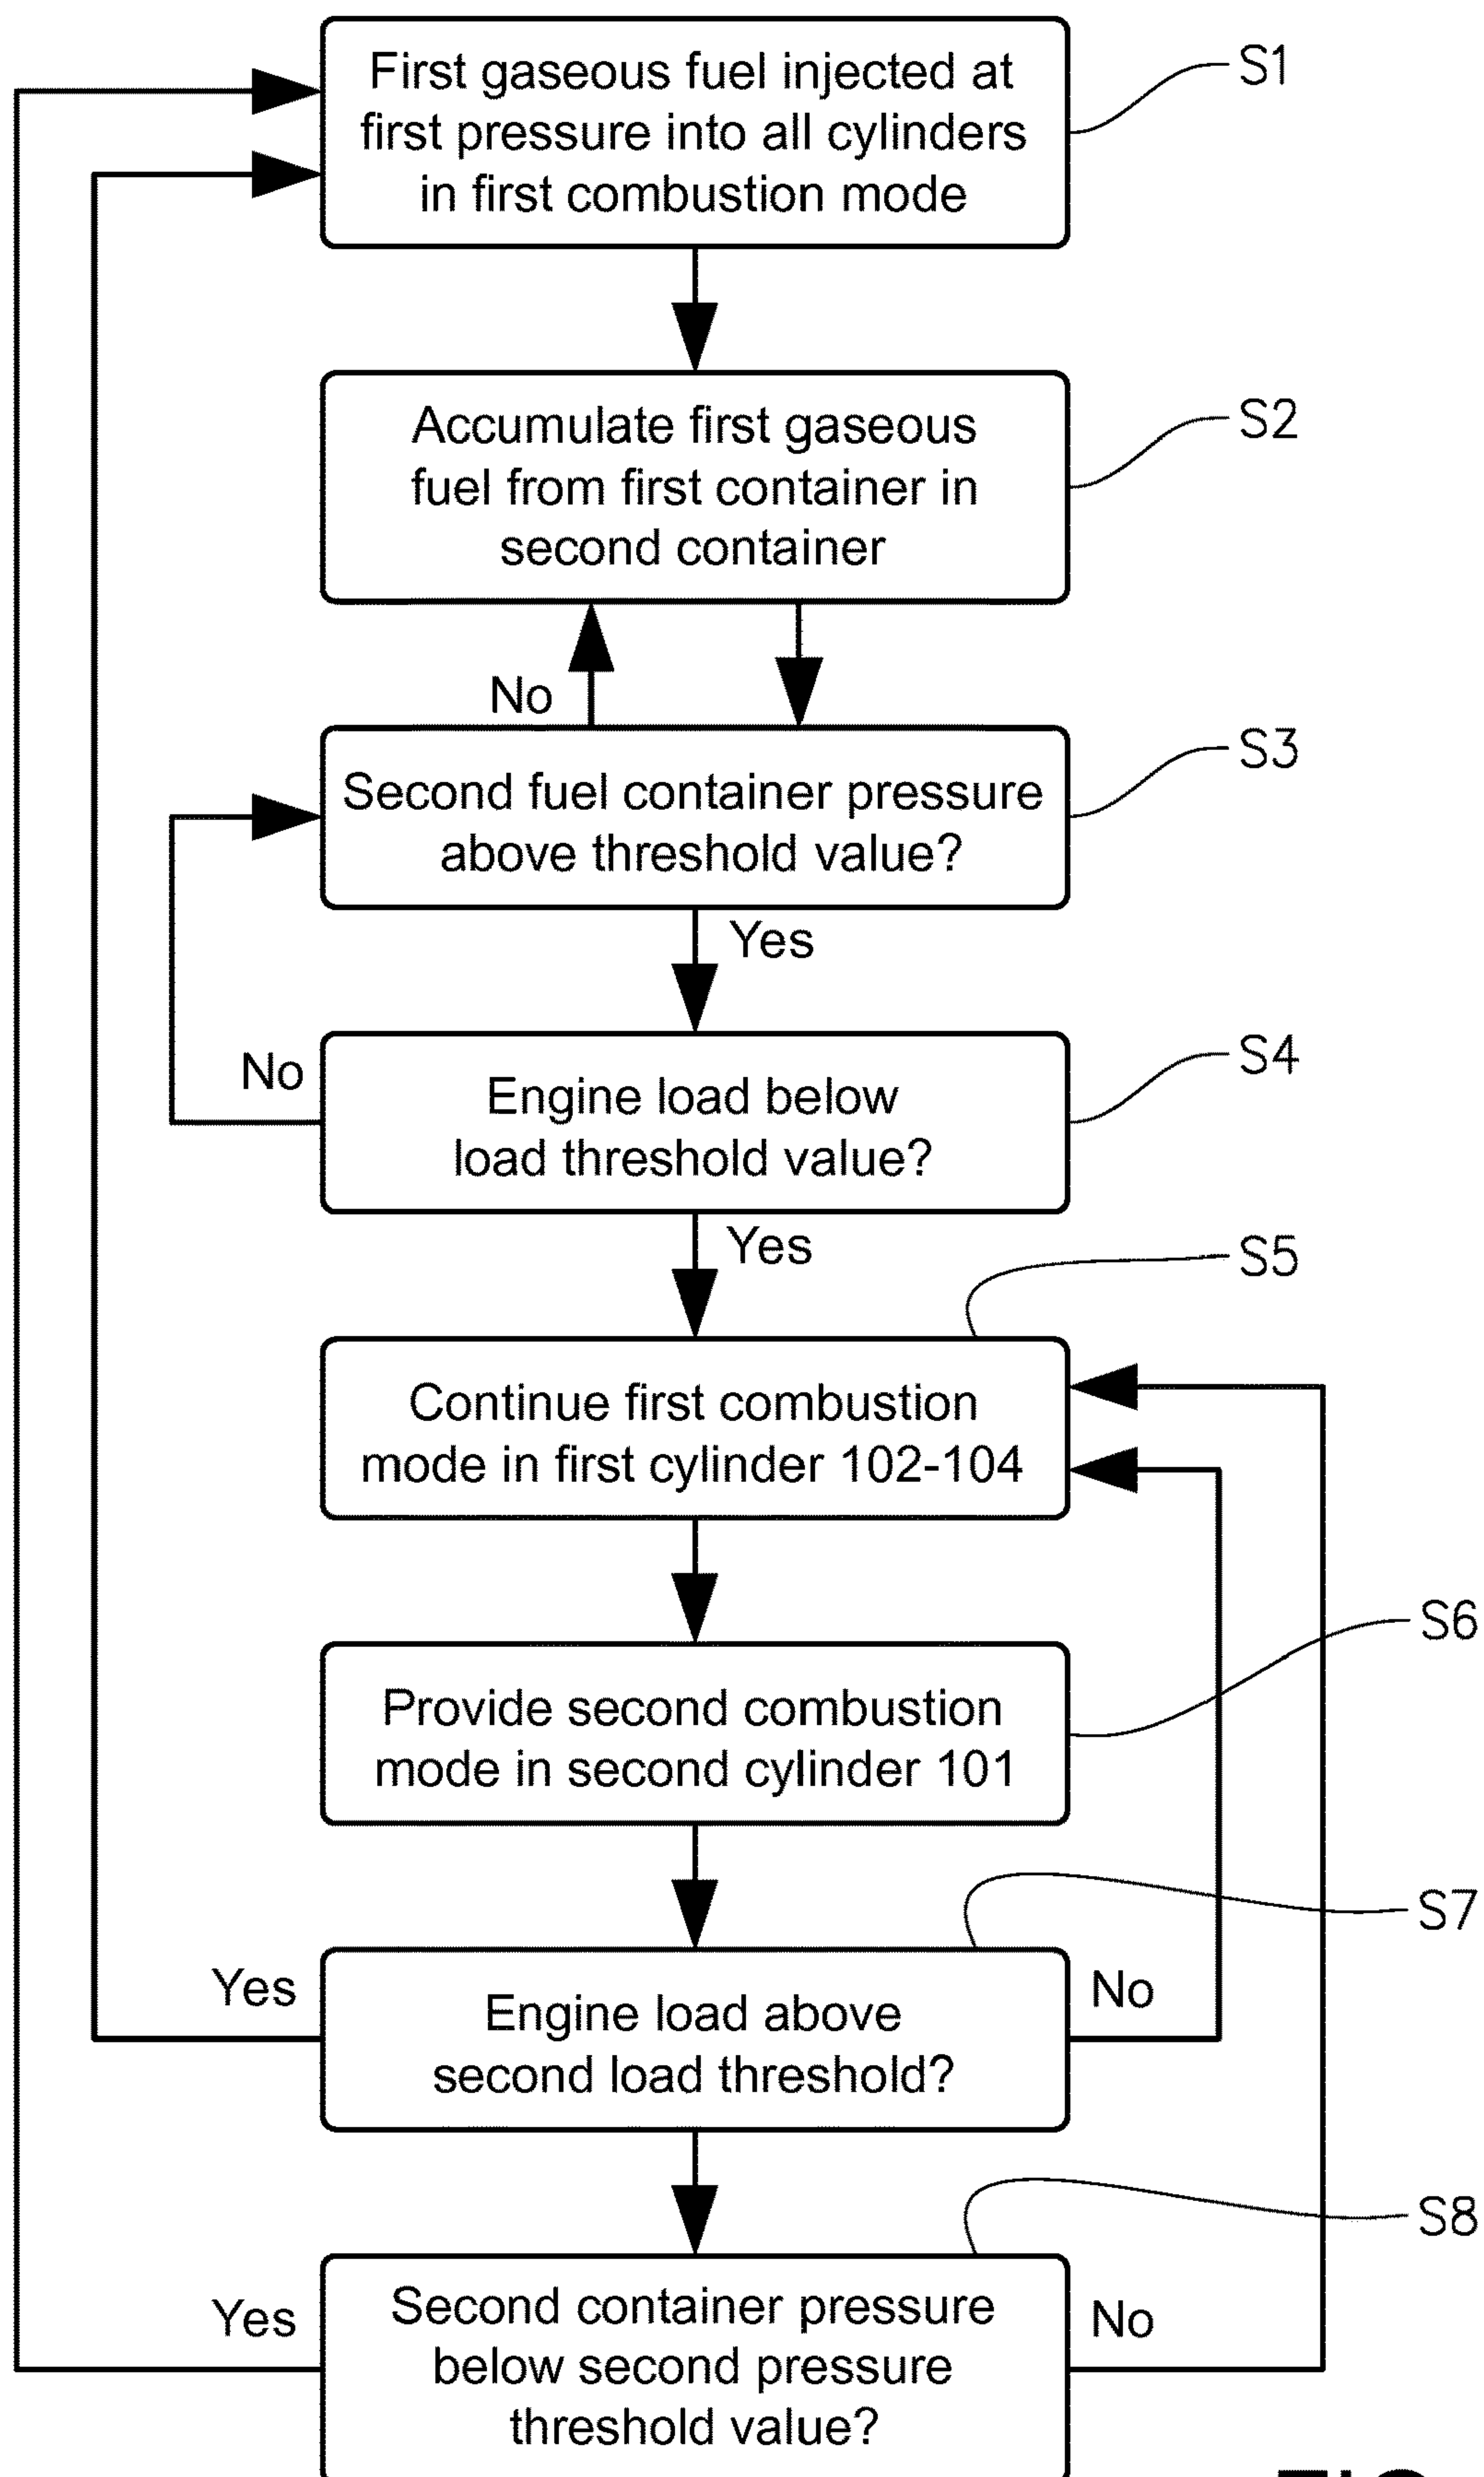 First gaseous fuel injected at
first pressure into all cylinders
in first combustion mode
S1
Accumulate first gaseous
fuel from first container in
second container
S2
No
Second fuel container pressure
above threshold value?
S3
Yes
No
Engine load below
load threshold value?
S4
Yes
S5
Continue first combustion
mode in first cylinder 102-104
S6
Provide second combustion
mode in second cylinder 101
S7
Yes
Engine load above
second load threshold?
No
S8
Yes
Second container pressure
below second pressure
threshold value?
No